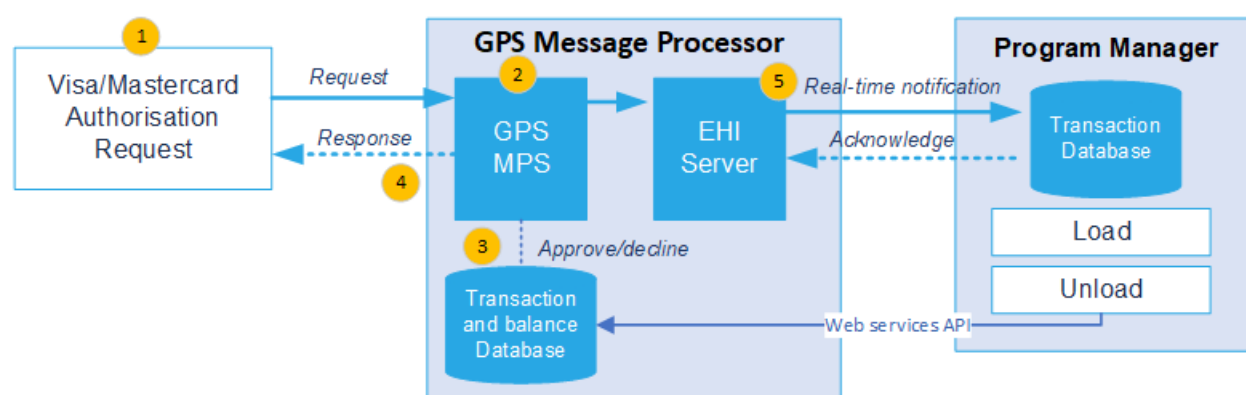 1
Visa/Mastercard
Authorisation
Request
Request
Response
4
GPS Message Processor
2
GPS
MPS
EHI
Server
5
3
Approve/decline
Transaction
and balance
Database
Real-time notification
Acknowledge
Program Manager
Transaction
Database
Load
Unload
Web services API